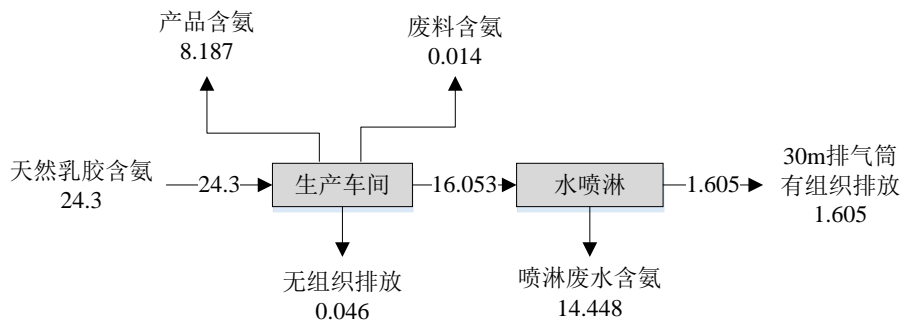 产品含氨
8.187
废料含氨
0.014
天然乳胶含氨
24.3
24.3
生产车间
16.053
水喷淋
1.605
30m排气筒
有组织排放
1.605
无组织排放
0.046
喷淋废水含氨
14.448